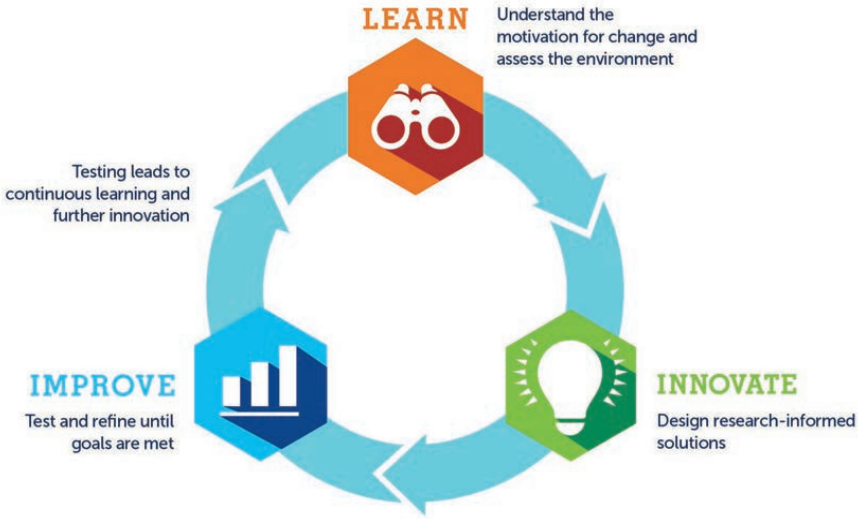 LEARN
Understand the
motivation for change and
assess the environment
Testing leads to
continuous learning and
further innovation
IMPROVE
Test and refine until
goals are met
INNOVATE
Design research-informed
solutions